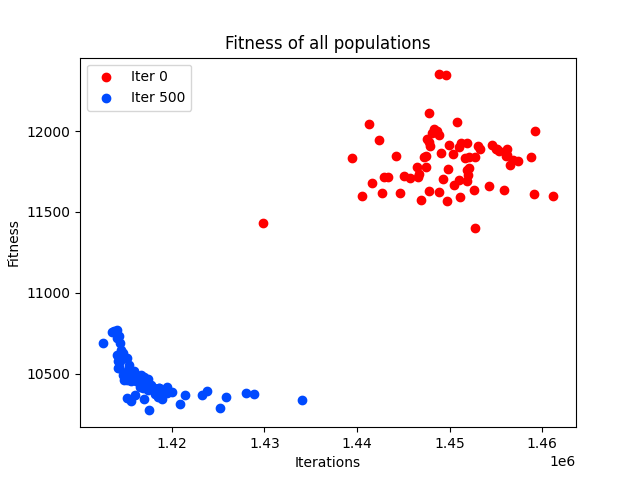 Fitness of all populations
Iter 0
Iter 500
Fitness
12000
11500
11000
10500
1.42 1.43 1.44 1.45 1.46
Iterations
1e6